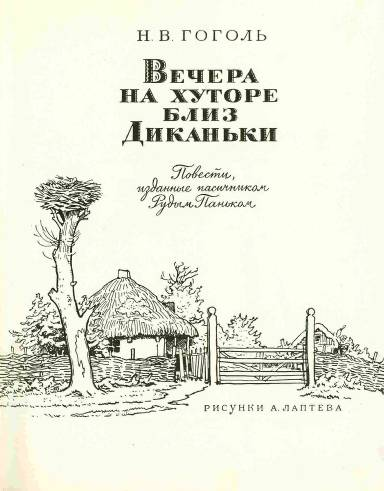 Н. В. ГОГОЛЬ
ВЕЧЕРА
НА ХУТОРЕ
БЛИЗ
ДИКАНЬКИ
Повести,
изданные пасичником
Рудым Паньком
РИСУНКИ А. ЛАПТЕВА